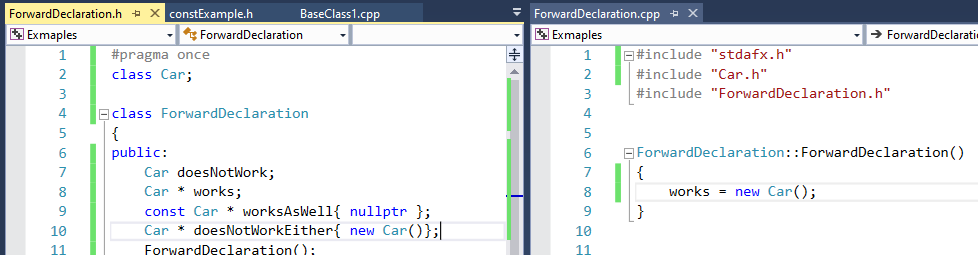 ForwardDeclaration.h
constExample.h
BaseClass1.cpp
Exmaples
ForwardDeclaration
1 #pragma once
2 class Car;
3
4 class ForwardDeclaration
5 {
6 public:
7 Car doesNotWork;
8 Car * works;
9 const Car * worksAsWell{ nullptr };
10 Car * doesNotWorkEither{ new Car()};
11 ForwardDeclaration();
ForwardDeclaration.cpp
Exmaples
ForwardDeclaratio
1 #include "stdafx.h"
2 #include "Car.h"
3 #include "ForwardDeclaration.h"
4
5
6 ForwardDeclaration::ForwardDeclaration()
7 {
8 works = new Car();
9 }
10
11